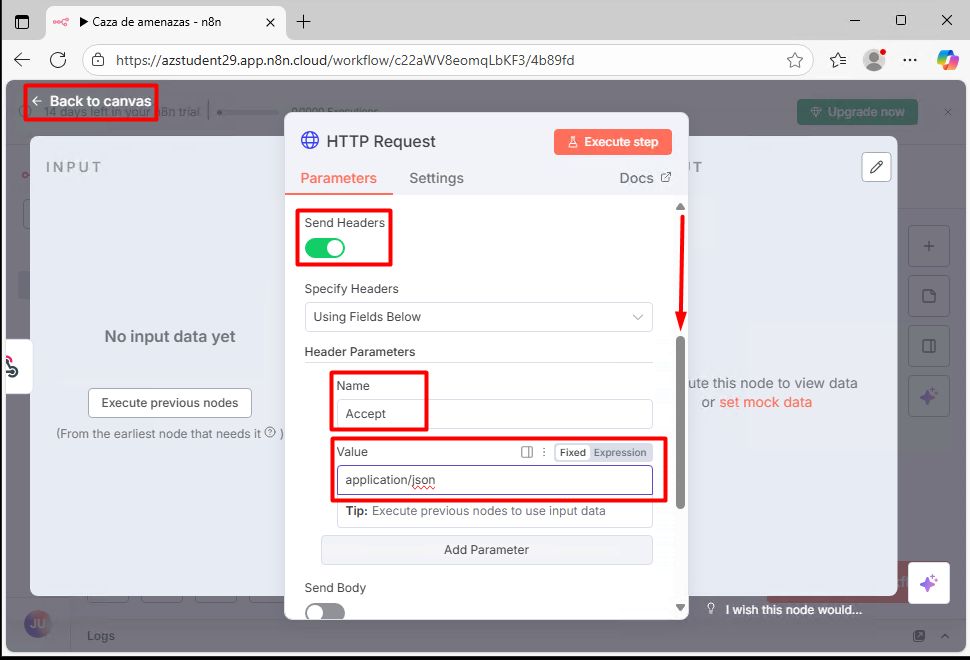 Caza de amenazas - n8n
https://azstudent29.app.n8n.cloud/workflow/c22aWV8eomqLbKF3/4b89fd
Back to canvas
14 days left in your n8n trial
0/1000 Executions
Upgrade now
INPUT
HTTP Request
Execute step
T
Parameters
Settings
Docs
Send Headers
Specify Headers
Using Fields Below
No input data yet
Header Parameters
Name
ute this node to view data
Execute previous nodes
Accept
or set mock data
(From the earliest node that needs it ? )
Value
Fixed
Expression
application/json
Tip: Execute previous nodes to use input data
Add Parameter
Send Body
I wish this node would...
JU
Logs